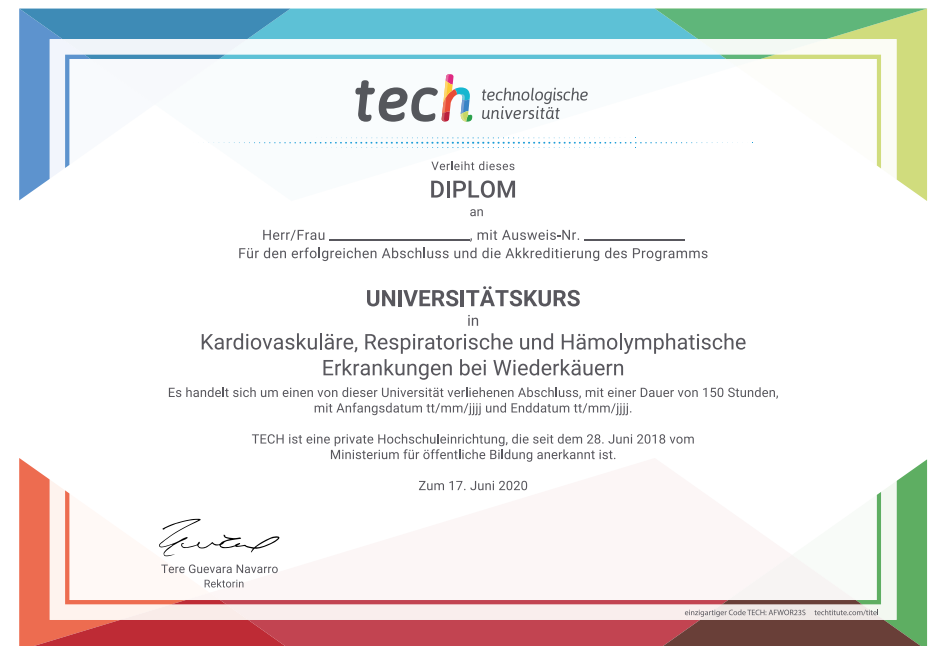 tech technologische
universität
Verleiht dieses
DIPLOM
an
Herr/Frau ____________, mit Ausweis-Nr. ____________
Für den erfolgreichen Abschluss und die Akkreditierung des Programms
UNIVERSITÄTSKURS
in
Kardiovaskuläre, Respiratorische und Hämolymphatische
Erkrankungen bei Wiederkäuern
Es handelt sich um einen von dieser Universität verliehenen Abschluss, mit einer Dauer von 150 Stunden,
mit Anfangsdatum tt/mm/jjjj und Enddatum tt/mm/jjjj.
TECH ist eine private Hochschuleinrichtung, die seit dem 28. Juni 2018 vom
Ministerium für öffentliche Bildung anerkannt ist.
Zum 17. Juni 2020
Tere Guevara Navarro
Rektorin
einzigartiger Code TECH: AFWOR23S techtitute.com/titel